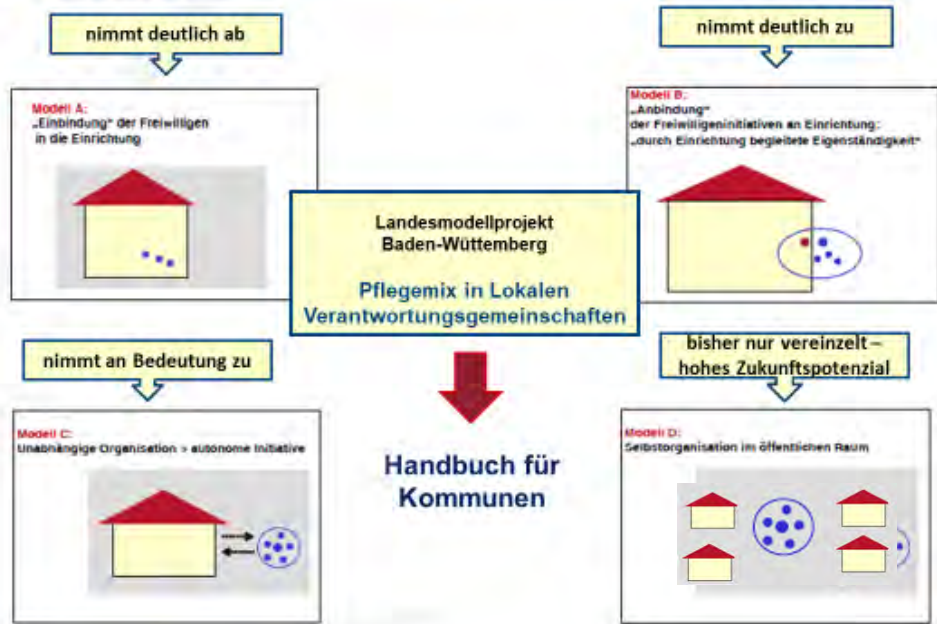 nimmt deutlich ab
nimmt deutlich zu
Modell A:
„Einbindung“ der Freiwilligen
in die Einrichtung
Modell B:
„Anbindung“
der Freiwilligeninitiativen an Einrichtung:
„durch Einrichtung begleitete Eigenständigkeit“
Landesmodellprojekt
Baden-Wüttemberg
Pflegemix in Lokalen
Verantwortungsgemeinschaften
nimmt an Bedeutung zu
bisher nur vereinzelt –
hohes Zukunftspotenzial
Modell C:
Unabhängige Organisation > autonome Initiative
Modell D:
Selbstorganisation im öffentlichen Raum
Handbuch für
Kommunen